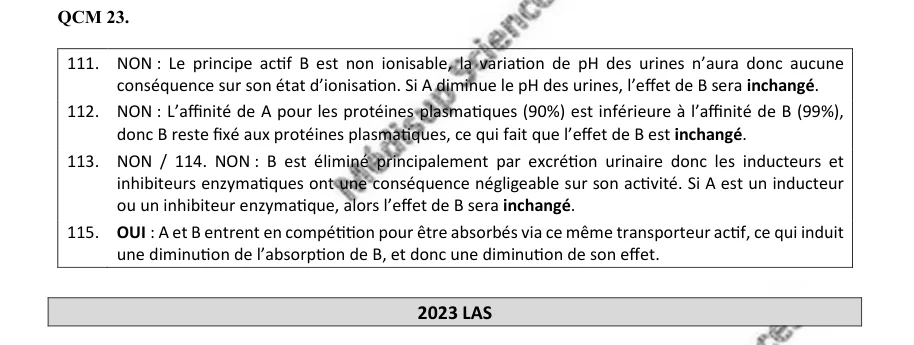 QCM 23.
111. NON : Le principe actif B est non ionisable, la variation de pH des urines n’aura donc aucune
conséquence sur son état d’ionisation. Si A diminue le pH des urines, l’effet de B sera inchangé.
112. NON : L’affinité de A pour les protéines plasmatiques (90%) est inférieure à l’affinité de B (99%),
donc B reste fixé aux protéines plasmatiques, ce qui fait que l’effet de B est inchangé.
113. NON / 114. NON : B est éliminé principalement par excrétion urinaire donc les inducteurs et
inhibiteurs enzymatiques ont une conséquence négligeable sur son activité. Si A est un inducteur
ou un inhibiteur enzymatique, alors l’effet de B sera inchangé.
115. OUI : A et B entrent en compétition pour être absorbés via ce même transporteur actif, ce qui induit
une diminution de l’absorption de B, et donc une diminution de son effet.
2023 LAS
Médisup Science